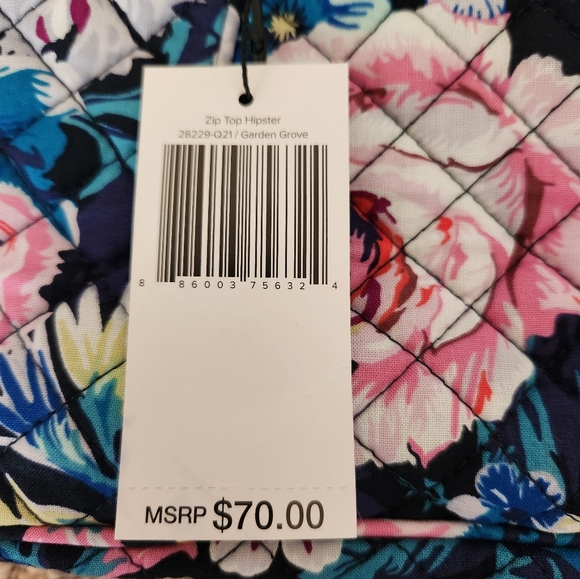 Zip Top Hipster
28229-Q21 / Garden Grove
8 86003 75632 4
MSRP $70.00